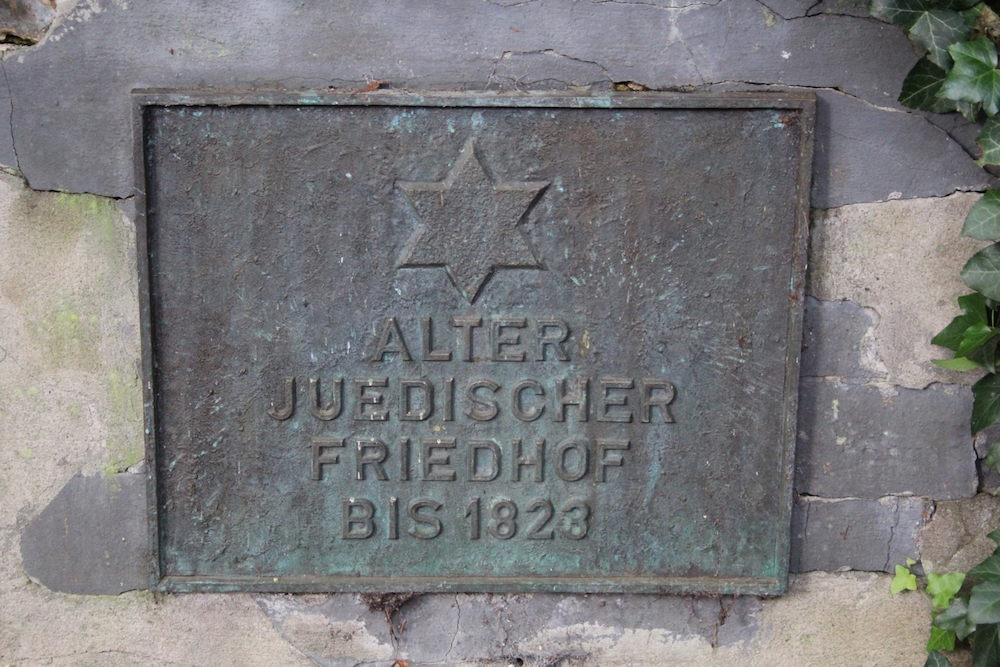 ALTER
JUEDISCHER
FRIEDHOF
BIS 1823